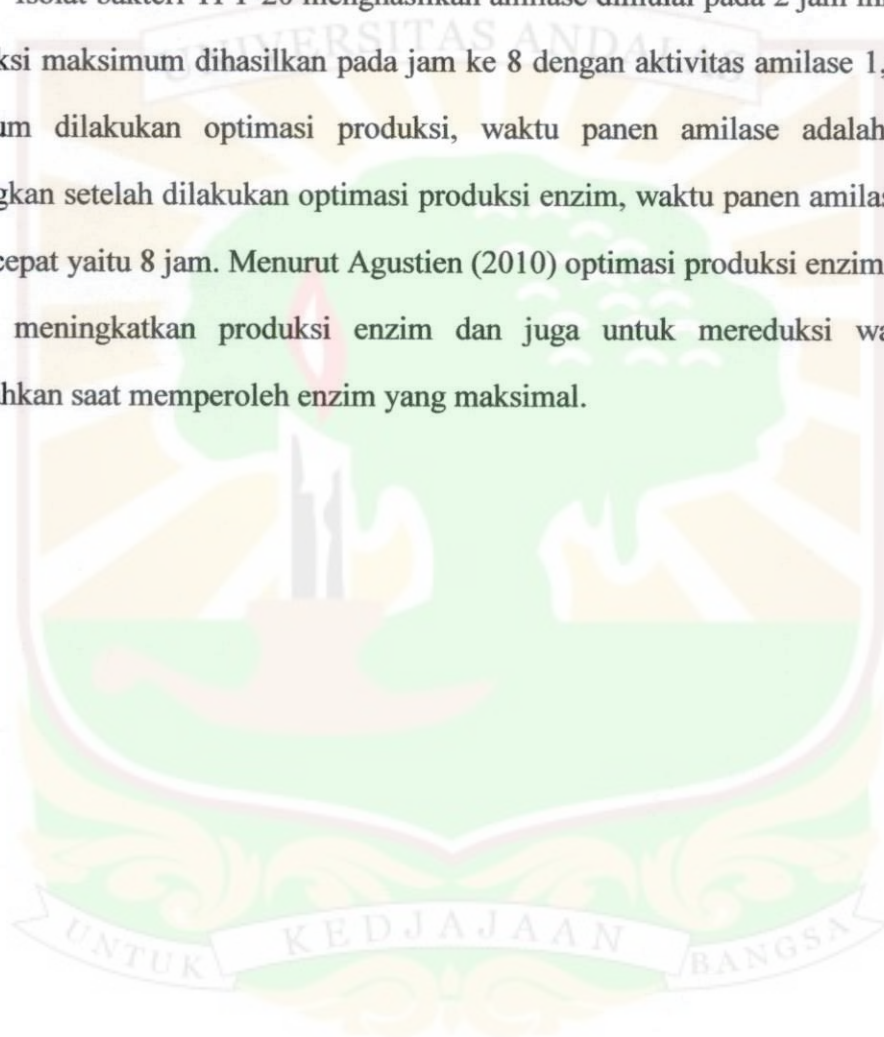 Isolat bakteri TPT 20 menghasilkan amilase dimulai pada 2 jam in
UNIVERSITAS ANDALAS
ksi maksimum dihasilkan pada jam ke 8 dengan aktivitas amilase 1,
um dilakukan optimasi produksi, waktu panen amilase adalah
gkan setelah dilakukan optimasi produksi enzim, waktu panen amilas
cepat yaitu 8 jam. Menurut Agustien (2010) optimasi produksi enzim
meningkatkan produksi enzim dan juga untuk mereduksi wa
hkan saat memperoleh enzim yang maksimal.
UNTUK KEDJAJAAN BANGSA